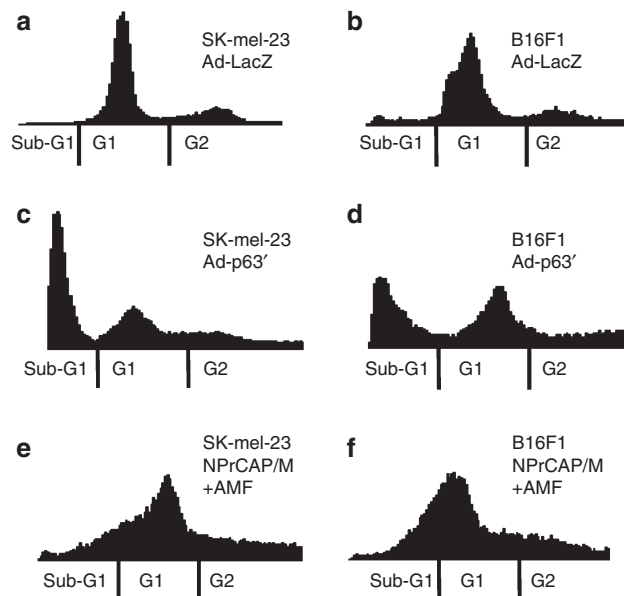 a
SK-mel-23
Ad-LacZ
Sub-G1 G1 G2
b
B16F1
Ad-LacZ
Sub-G1 G1 G2
c
SK-mel-23
Ad-p63′
Sub-G1 G1 G2
d
B16F1
Ad-p63′
Sub-G1 G1 G2
e
SK-mel-23
NPrCAP/M
+AMF
Sub-G1 G1 G2
f
B16F1
NPrCAP/M
+AMF
Sub-G1 G1 G2